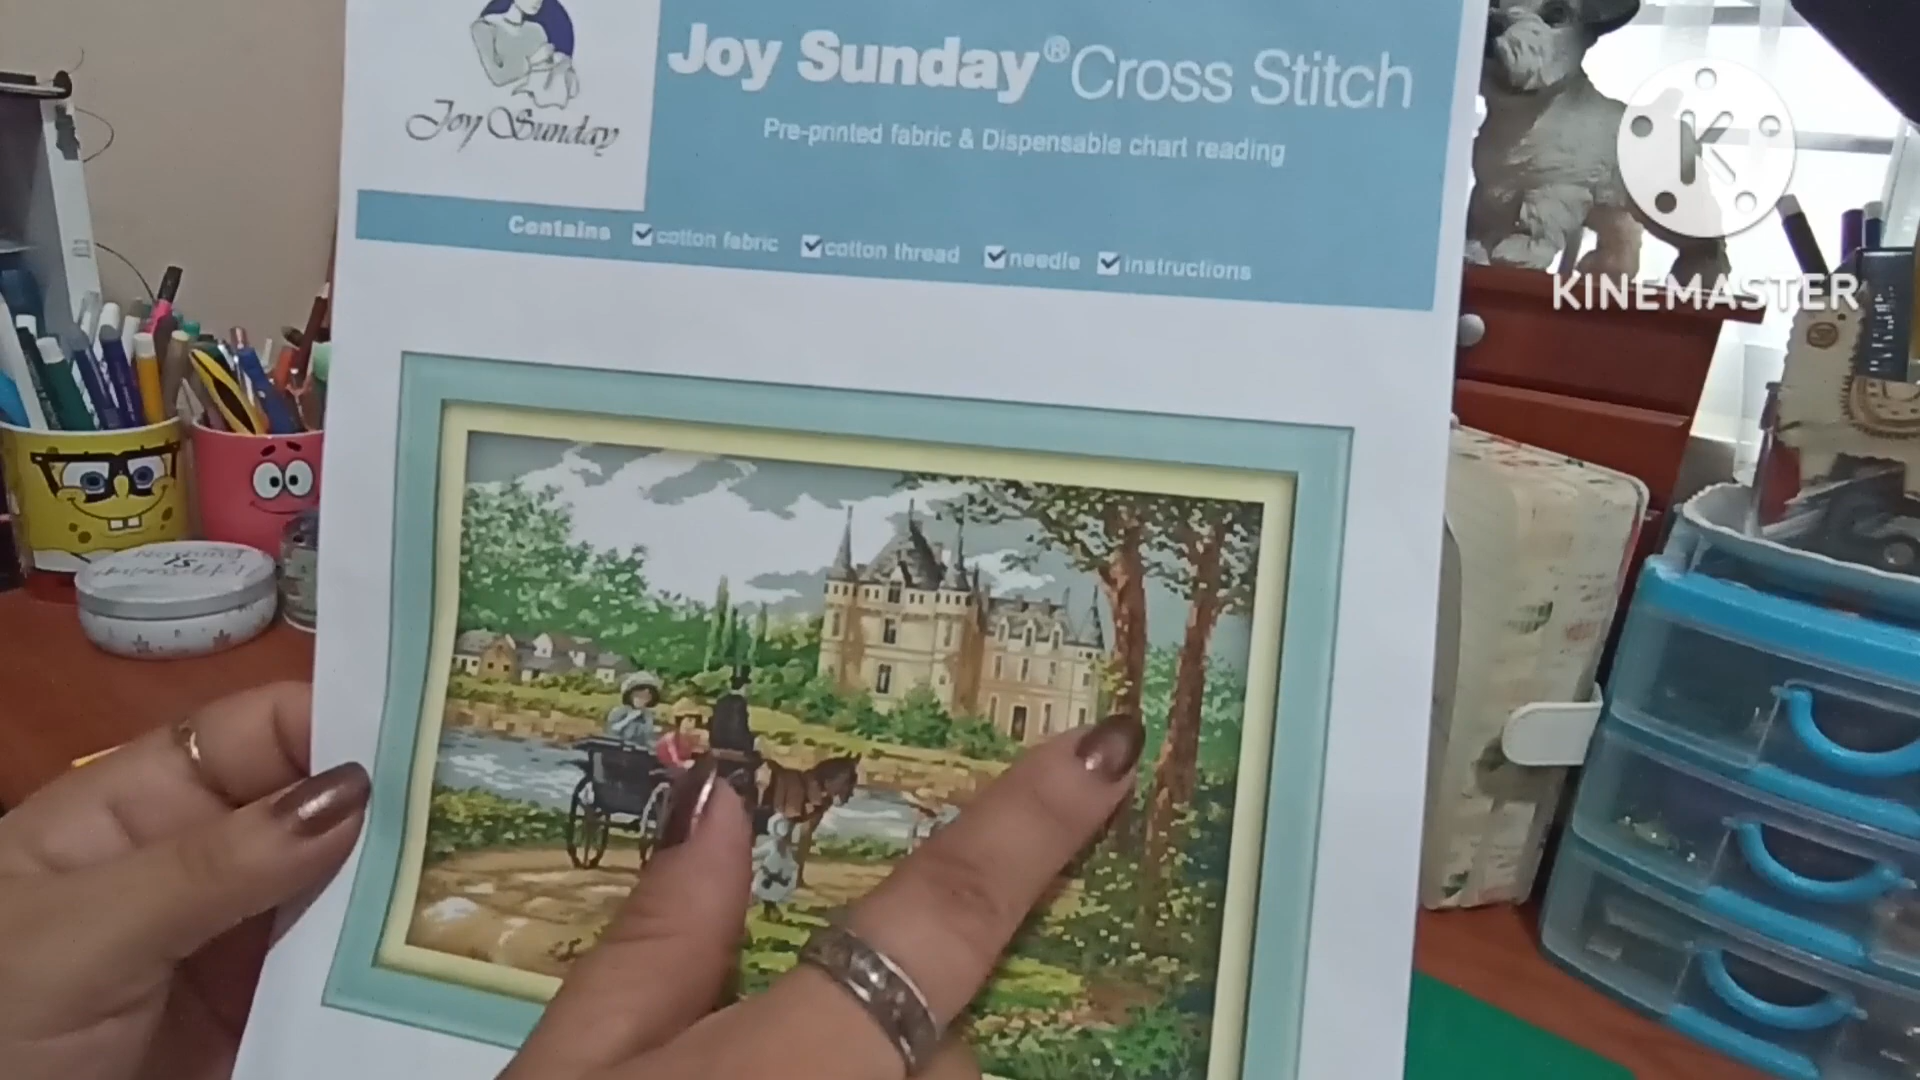 Joy Sunday
Joy Sunday® Cross Stitch
Pre-printed fabric & Dispensable chart reading
Contains cotton fabric cotton thread needle instructions
K
KINEMASTER